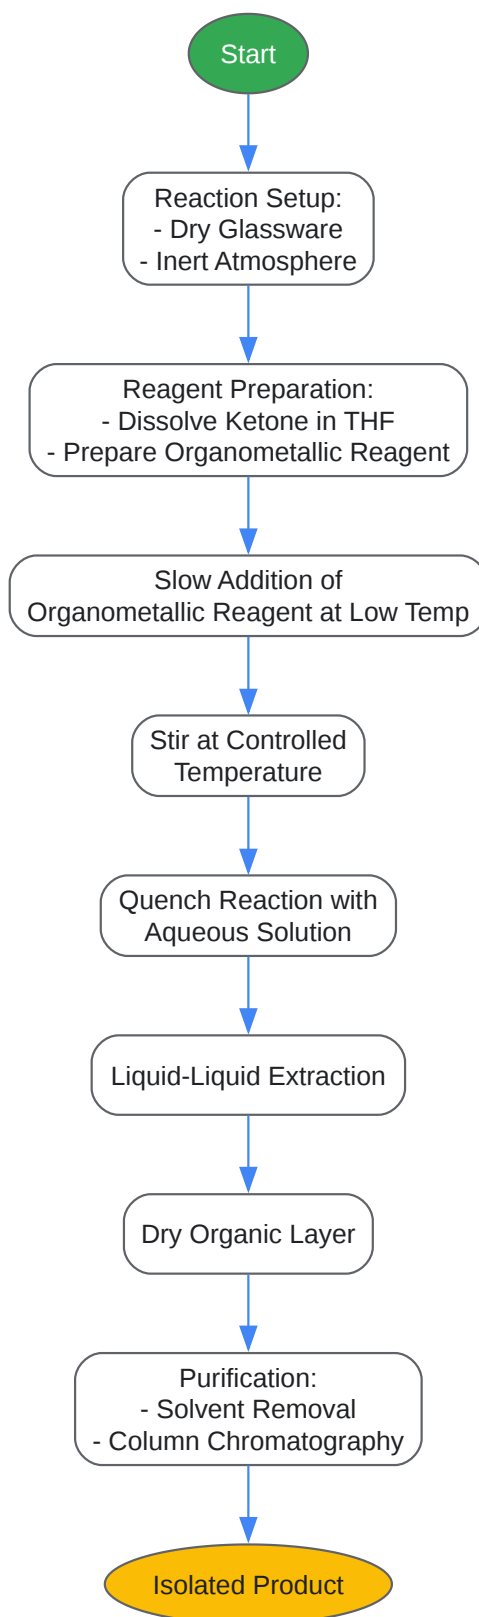 Start
Reaction Setup:
- Dry Glassware
- Inert Atmosphere
Reagent Preparation:
- Dissolve Ketone in THF
- Prepare Organometallic Reagent
Slow Addition of
Organometallic Reagent at Low Temp
Stir at Controlled
Temperature
Quench Reaction with
Aqueous Solution
Liquid-Liquid Extraction
Dry Organic Layer
Purification:
- Solvent Removal
- Column Chromatography
Isolated Product